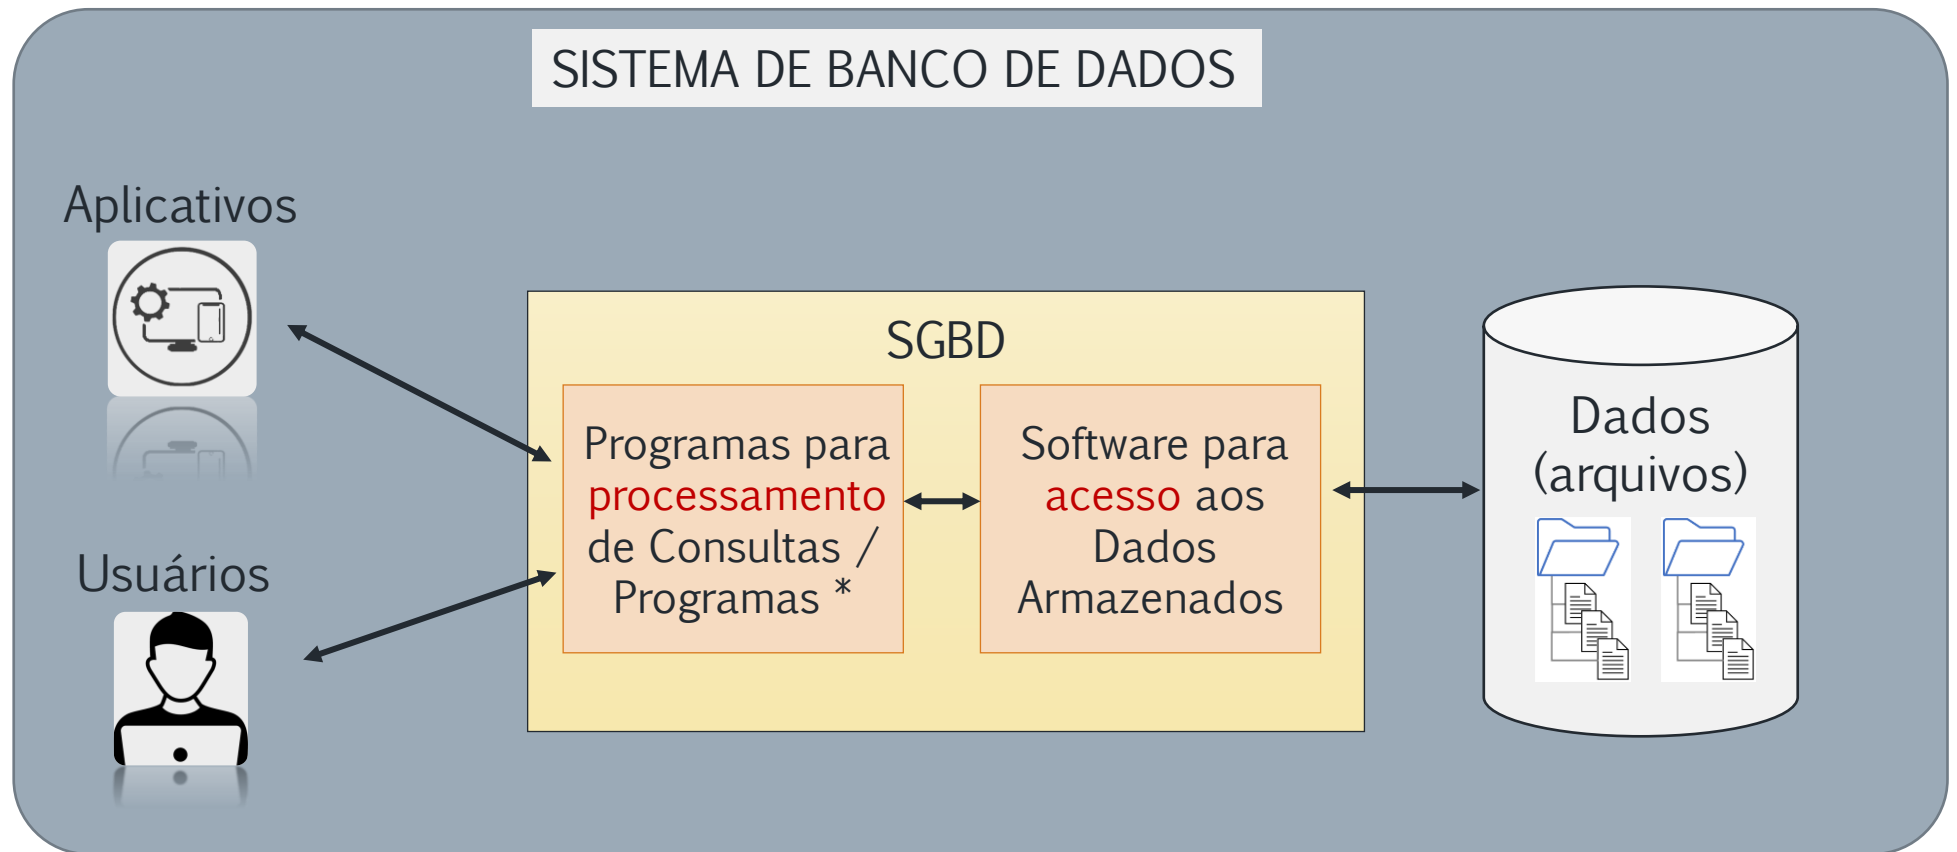 SISTEMA DE BANCO DE DADOS
Aplicativos
Usuários
SGBD
Programas para
processamento
de Consultas /
Programas *
Software para
acesso aos
Dados
Armazenados
Dados
(arquivos)